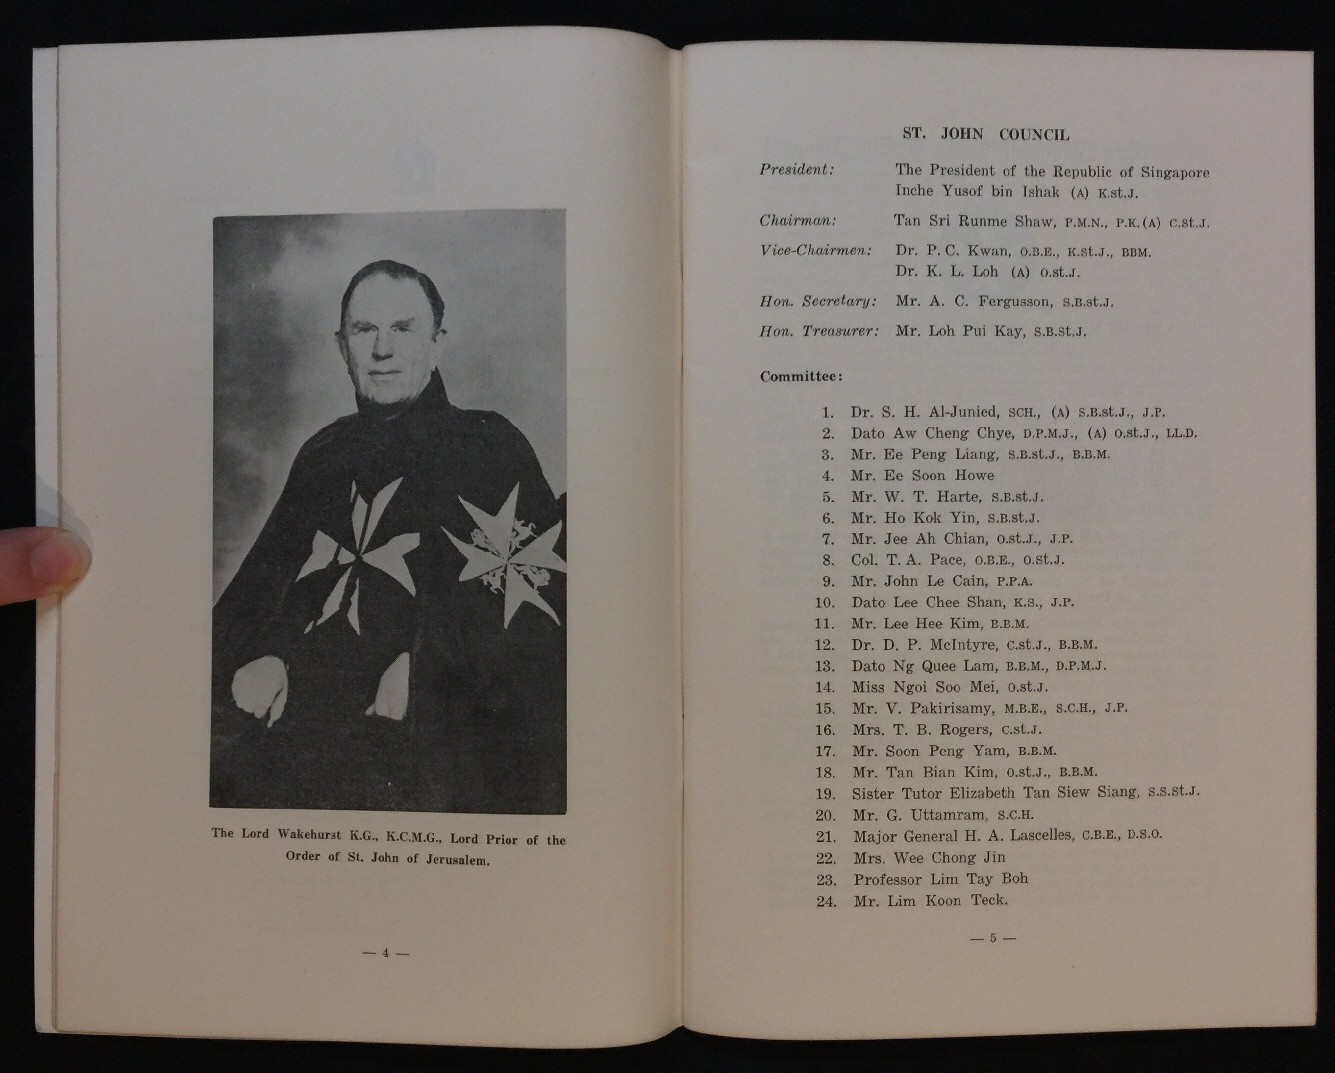 The Lord Wakehurst K.G., K.C.M.G., Lord Prior of the
Order of St. John of Jerusalem.
— 4 —
ST. JOHN COUNCIL
President: The President of the Republic of Singapore
Inche Yusof bin Ishak (A) K.st.J.
Chairman: Tan Sri Runme Shaw, P.M.N., P.K.(A) C.st.J.
Vice-Chairmen: Dr. P. C. Kwan, O.B.E., K.st.J., BBM.
Dr. K. L. Loh (A) O.st.J.
Hon. Secretary: Mr. A. C. Fergusson, S.B.st.J.
Hon. Treasurer: Mr. Loh Pui Kay, S.B.st.J.
Committee:
1. Dr. S. H. Al-Junied, SCH., (A) S.B.st.J., J.P.
2. Dato Aw Cheng Chye, D.P.M.J., (A) O.st.J., LL.D.
3. Mr. Ee Peng Liang, S.B.st.J., B.B.M.
4. Mr. Ee Soon Howe
5. Mr. W. T. Harte, S.B.st.J.
6. Mr. Ho Kok Yin, S.B.st.J.
7. Mr. Jee Ah Chian, O.st.J., J.P.
8. Col. T. A. Pace, O.B.E., O.st.J.
9. Mr. John Le Cain, P.P.A.
10. Dato Lee Chee Shan, K.S., J.P.
11. Mr. Lee Hee Kim, B.B.M.
12. Dr. D. P. McIntyre, C.st.J., B.B.M.
13. Dato Ng Quee Lam, B.B.M., D.P.M.J.
14. Miss Ngoi Soo Mei, O.st.J.
15. Mr. V. Pakirisamy, M.B.E., S.C.H., J.P.
16. Mrs. T. B. Rogers, C.st.J.
17. Mr. Soon Peng Yam, B.B.M.
18. Mr. Tan Bian Kim, O.st.J., B.B.M.
19. Sister Tutor Elizabeth Tan Siew Siang, S.S.st.J.
20. Mr. G. Uttamram, S.C.H.
21. Major General H. A. Lascelles, C.B.E., D.S.O.
22. Mrs. Wee Chong Jin
23. Professor Lim Tay Boh
24. Mr. Lim Koon Teck.
— 5 —